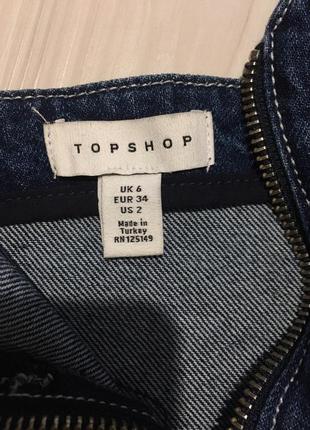 TOPSHOP
UK 6
EUR 34
US 2
Made in
Turkey
RN125149